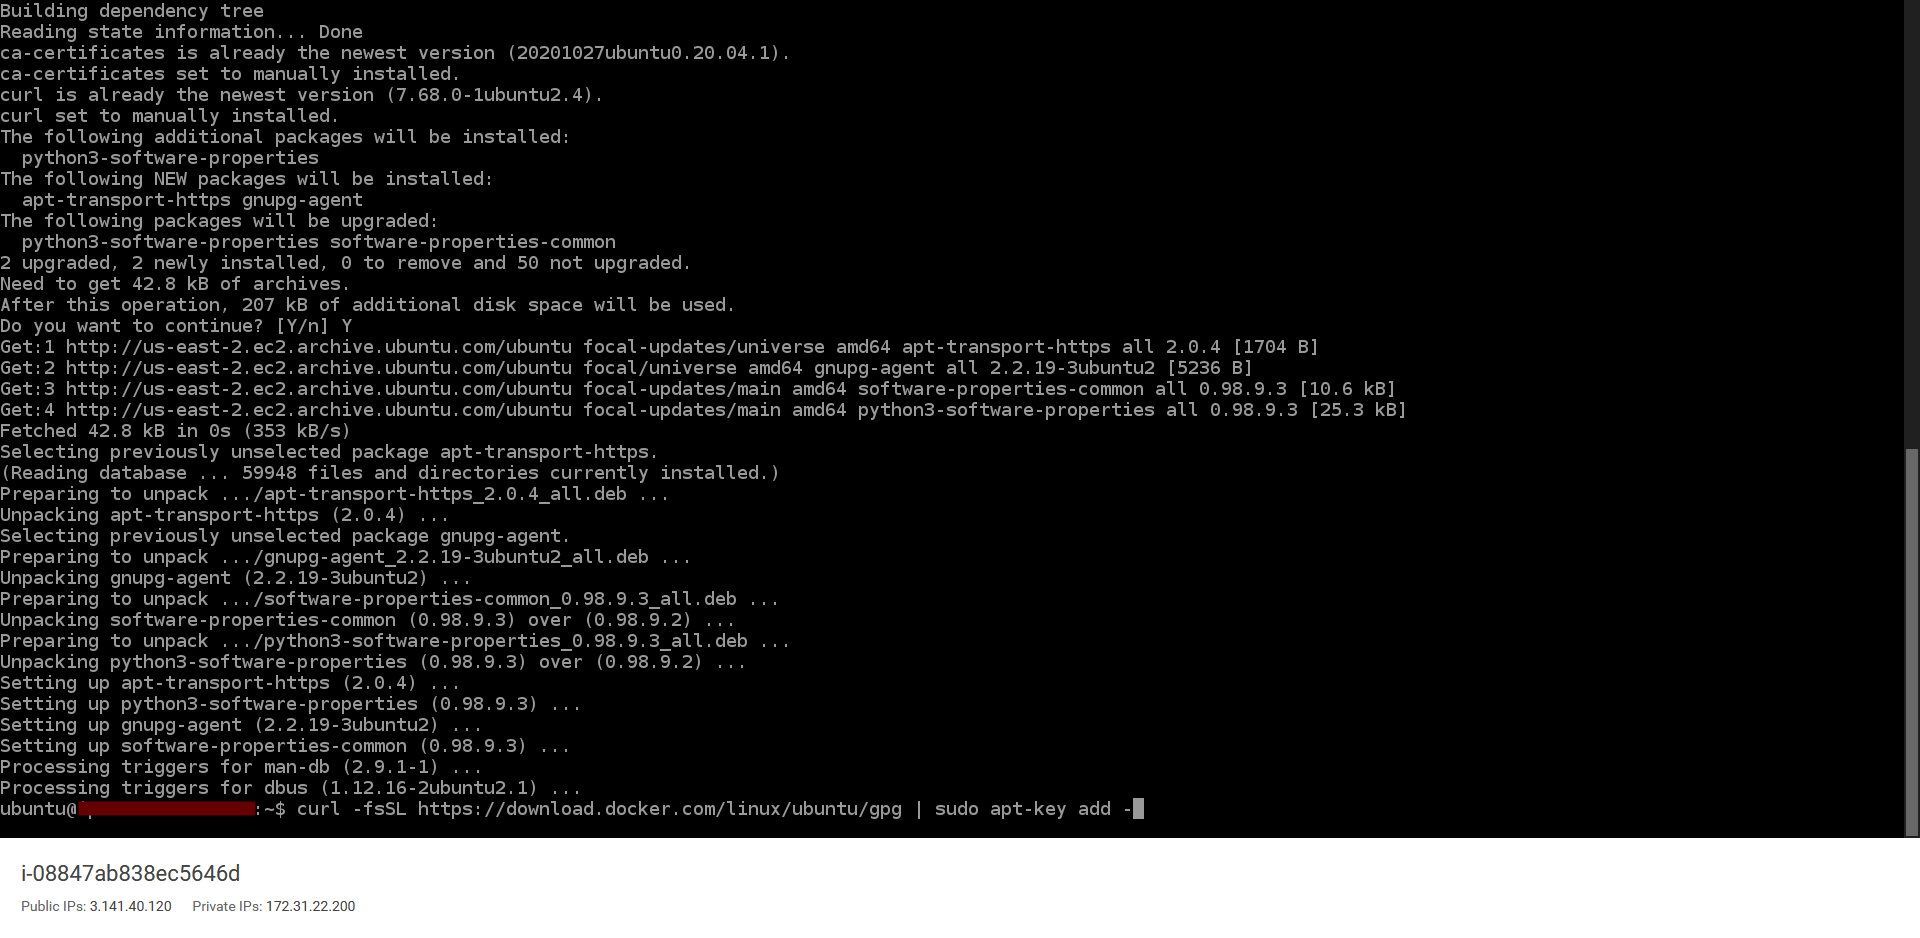 Building dependency tree
Reading state information... Done
ca-certificates is already the newest version (20201027ubuntu0.20.04.1).
ca-certificates set to manually installed.
curl is already the newest version (7.68.0-1ubuntu2.4).
curl set to manually installed.
The following additional packages will be installed:
  python3-software-properties
The following NEW packages will be installed:
  apt-transport-https gnupg-agent
The following packages will be upgraded:
  python3-software-properties software-properties-common
2 upgraded, 2 newly installed, 0 to remove and 50 not upgraded.
Need to get 42.8 kB of archives.
After this operation, 207 kB of additional disk space will be used.
Do you want to continue? [Y/n] Y
Get:1 http://us-east-2.ec2.archive.ubuntu.com/ubuntu focal-updates/universe amd64 apt-transport-https all 2.0.4 [1704 B]
Get:2 http://us-east-2.ec2.archive.ubuntu.com/ubuntu focal/universe amd64 gnupg-agent all 2.2.19-3ubuntu2 [5236 B]
Get:3 http://us-east-2.ec2.archive.ubuntu.com/ubuntu focal-updates/main amd64 software-properties-common all 0.98.9.3 [10.6 kB]
Get:4 http://us-east-2.ec2.archive.ubuntu.com/ubuntu focal-updates/main amd64 python3-software-properties all 0.98.9.3 [25.3 kB]
Fetched 42.8 kB in 0s (353 kB/s)
Selecting previously unselected package apt-transport-https.
(Reading database ... 59948 files and directories currently installed.)
Preparing to unpack .../apt-transport-https_2.0.4_all.deb ...
Unpacking apt-transport-https (2.0.4) ...
Selecting previously unselected package gnupg-agent.
Preparing to unpack .../gnupg-agent_2.2.19-3ubuntu2_all.deb ...
Unpacking gnupg-agent (2.2.19-3ubuntu2) ...
Preparing to unpack .../software-properties-common_0.98.9.3_all.deb ...
Unpacking software-properties-common (0.98.9.3) over (0.98.9.2) ...
Preparing to unpack .../python3-software-properties_0.98.9.3_all.deb ...
Unpacking python3-software-properties (0.98.9.3) over (0.98.9.2) ...
Setting up apt-transport-https (2.0.4) ...
Setting up python3-software-properties (0.98.9.3) ...
Setting up gnupg-agent (2.2.19-3ubuntu2) ...
Setting up software-properties-common (0.98.9.3) ...
Processing triggers for man-db (2.9.1-1) ...
Processing triggers for dbus (1.12.16-2ubuntu2.1) ...
ubuntu@:~$ curl -fsSL https://download.docker.com/linux/ubuntu/gpg | sudo apt-key add -
i-08847ab838ec5646d
Public IPs: 3.141.40.120 Private IPs: 172.31.22.200